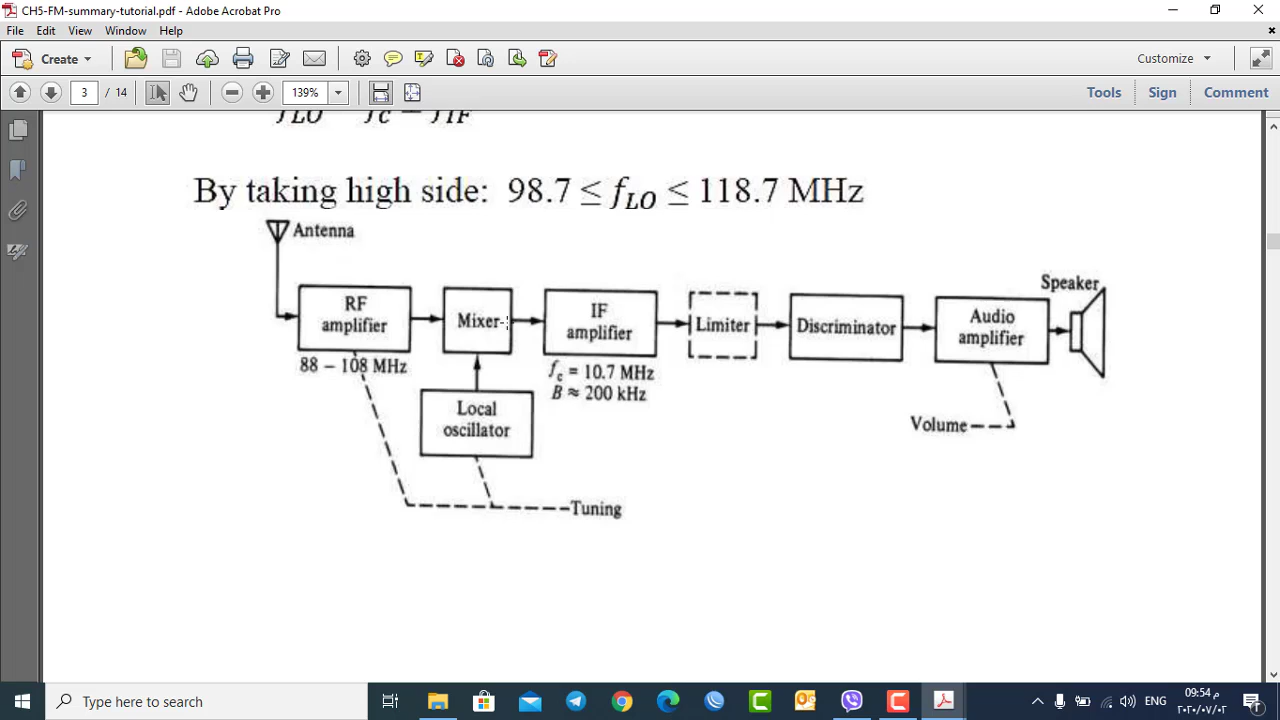 CH5-FM-summary-tutorial.pdf - Adobe Acrobat Pro
File Edit View Window Help
Create Customize
3 / 14 139% Tools Sign Comment
By taking high side: 98.7 ≤ f_LO ≤ 118.7 MHz
Antenna
Speaker
RF amplifier
Mixer
IF amplifier
Limiter
Discriminator
Audio amplifier
88 – 108 MHz
f_c = 10.7 MHz
B ≈ 200 kHz
Local oscillator
Volume
Tuning
Type here to search
ENG
09:54 م